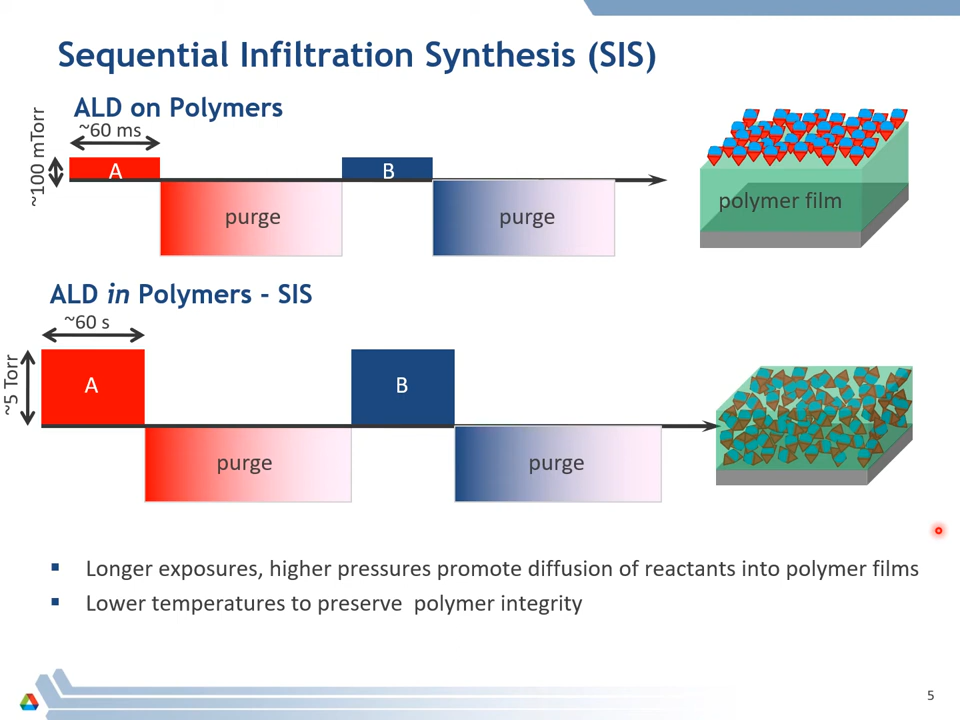 Sequential Infiltration Synthesis (SIS)
ALD on Polymers
~60 ms
~100 mTorr
A
B
purge
purge
polymer film
ALD in Polymers - SIS
~60 s
~5 Torr
A
B
purge
purge
▪ Longer exposures, higher pressures promote diffusion of reactants into polymer films
▪ Lower temperatures to preserve polymer integrity
5